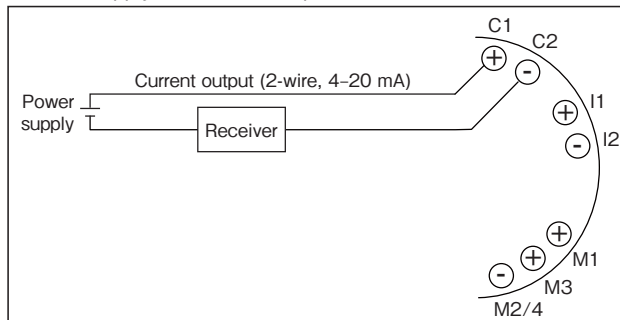 C1
C2
Current output (2-wire, 4–20 mA)
Power
supply
Receiver
I1
I2
M1
M3
M2/4